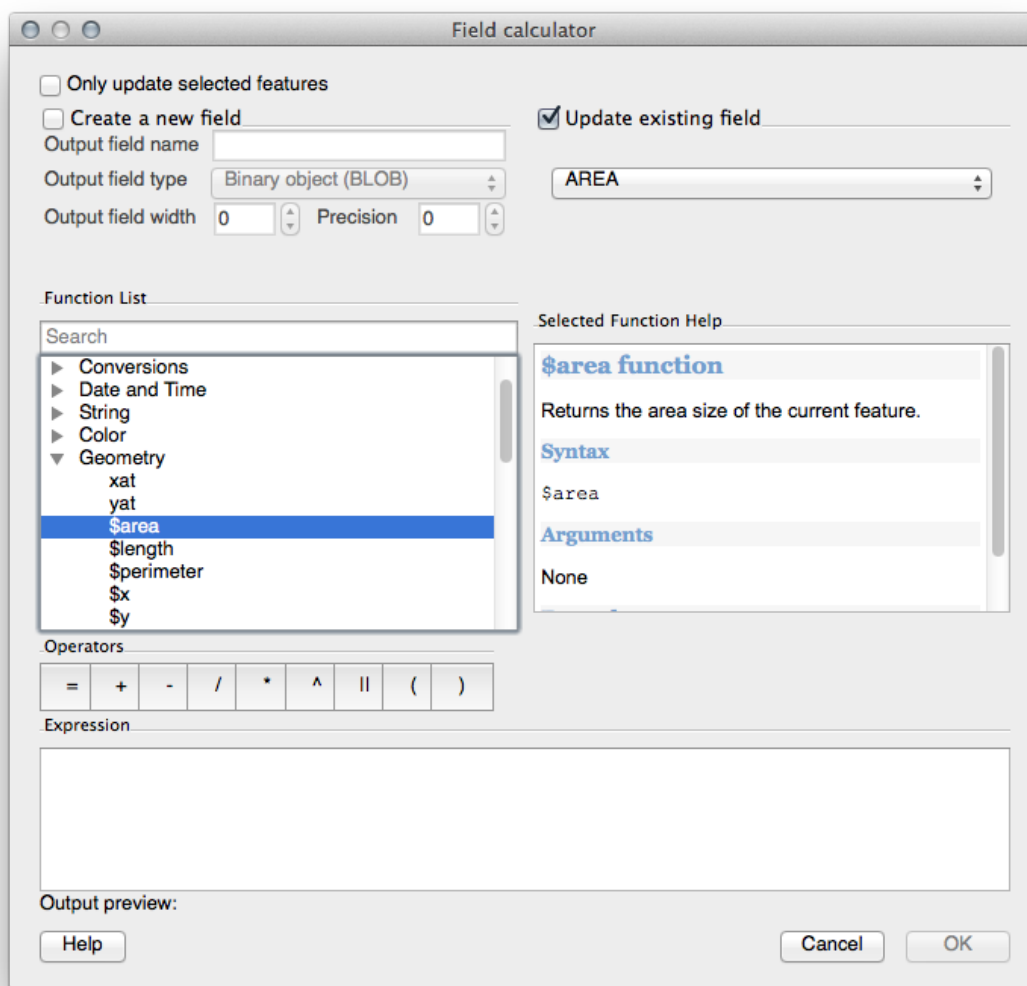 Field calculator
Only update selected features
Create a new field
Update existing field
Output field name
Output field type Binary object (BLOB)
AREA
Output field width 0 Precision 0
Function List
Selected Function Help
Search
Conversions
Date and Time
String
Color
Geometry
xat
yat
$area
$length
$perimeter
$x
$y
$area function
Returns the area size of the current feature.
Syntax
$area
Arguments
None
Operators
= + - / * ^ || ( )
Expression
Output preview:
Help
Cancel
OK